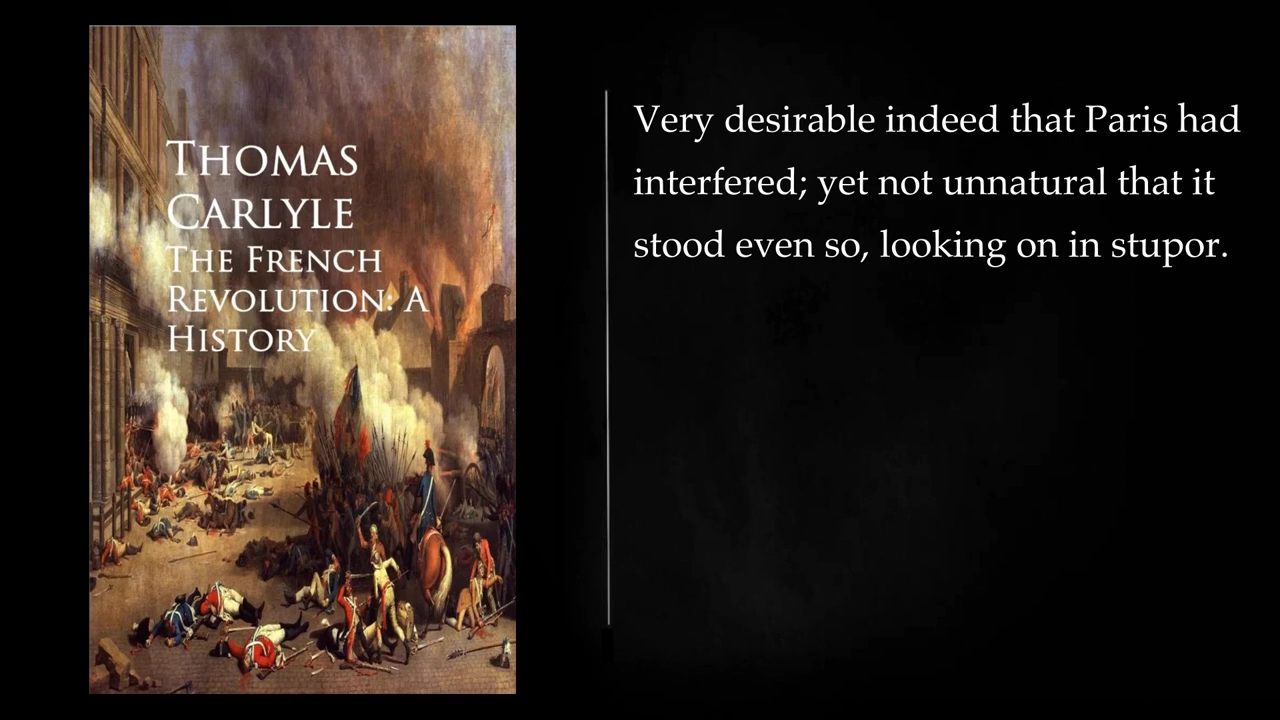 THOMAS
CARLYLE
THE FRENCH
REVOLUTION: A
HISTORY
Very desirable indeed that Paris had
interfered; yet not unnatural that it
stood even so, looking on in stupor.